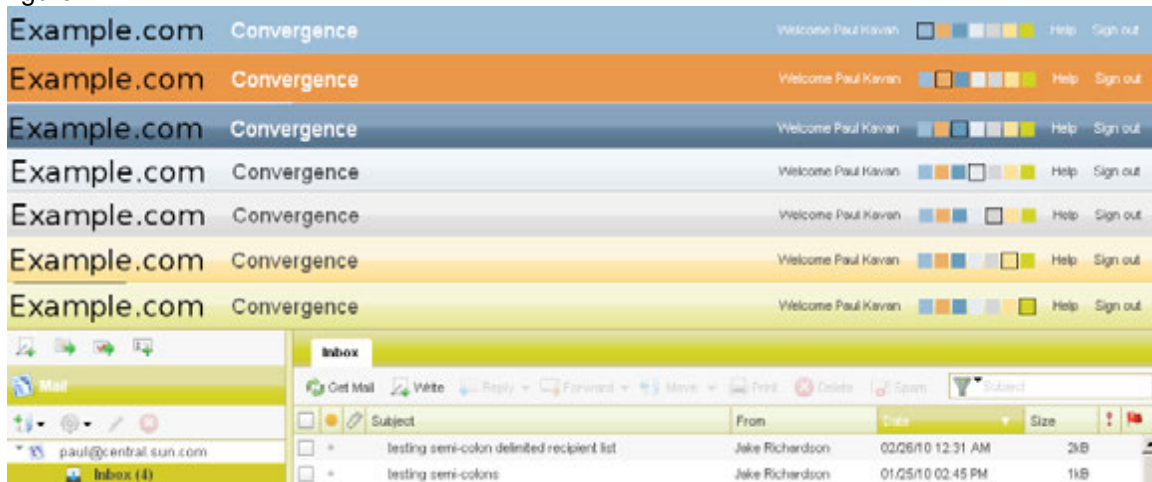 Example.com Convergence Welcome Paul Kavan Help Sign out
Example.com Convergence Welcome Paul Kavan Help Sign out
Example.com Convergence Welcome Paul Kavan Help Sign out
Example.com Convergence Welcome Paul Kavan Help Sign out
Example.com Convergence Welcome Paul Kavan Help Sign out
Example.com Convergence Welcome Paul Kavan Help Sign out
Example.com Convergence Welcome Paul Kavan Help Sign out
Inbox
Mail Get Mail Write Reply Forward Move Print Delete Spam Subject
Subject From Date Size
paul@central.sun.com testing semi-colon delimited recipient list Jake Richardson 02/26/10 12:31 AM 2kB
Inbox (4) testing semi-colons Jake Richardson 01/25/10 02:45 PM 1kB